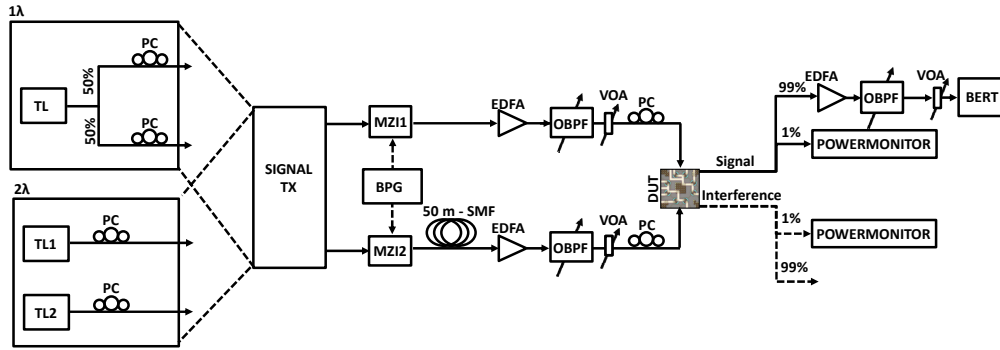 1λ
PC
TL
50%
50%
PC
2λ
TL1
PC
TL2
PC
SIGNAL
TX
MZI1
BPG
MZI2
50 m - SMF
EDFA
OBPF
VOA
PC
EDFA
OBPF
VOA
PC
DUT
Signal
Interference
99%
EDFA
OBPF
VOA
BERT
1%
POWERMONITOR
1%
POWERMONITOR
99%